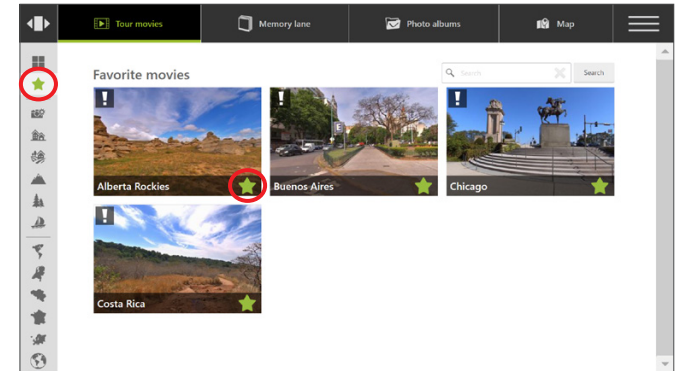 Tour movies
Memory lane
Photo albums
Map
Favorite movies
Search
Search
Alberta Rockies
Buenos Aires
Chicago
Costa Rica